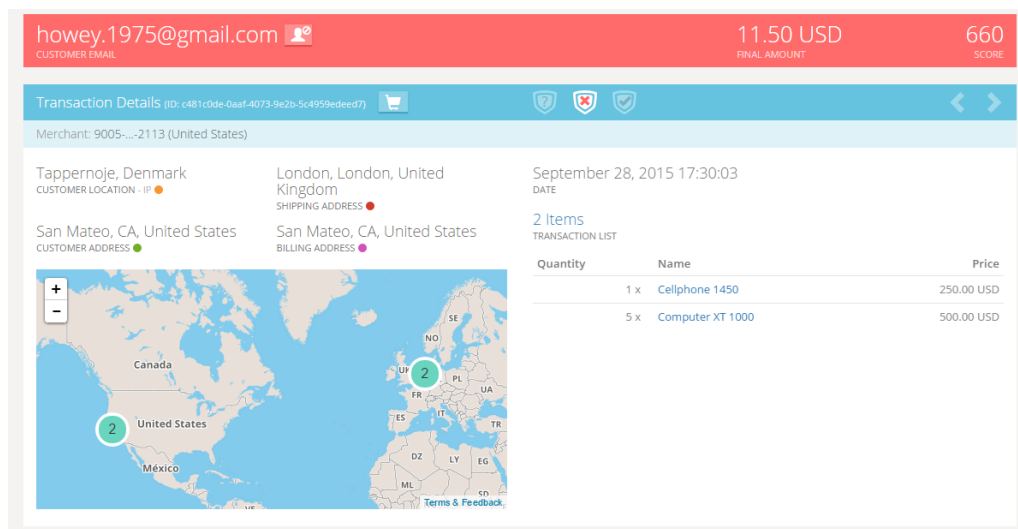 howey.1975@gmail.com
CUSTOMER EMAIL
11.50 USD
FINAL AMOUNT
660
SCORE
Transaction Details (ID: c481c0de-0aaf-4073-9e2b-5c4959edeed7)
Merchant: 9005-...-2113 (United States)
Tappernoje, Denmark
CUSTOMER LOCATION - IP
London, London, United
Kingdom
SHIPPING ADDRESS
San Mateo, CA, United States
CUSTOMER ADDRESS
San Mateo, CA, United States
BILLING ADDRESS
September 28, 2015 17:30:03
DATE
2 Items
TRANSACTION LIST
Quantity Name Price
1 x Cellphone 1450 250.00 USD
5 x Computer XT 1000 500.00 USD
+
-
SE
NO
Canada
UK
2
PL
UA
FR
2
United States
ES
IT
TR
DZ
LY
EG
México
ML
SD
VE
Terms & Feedback